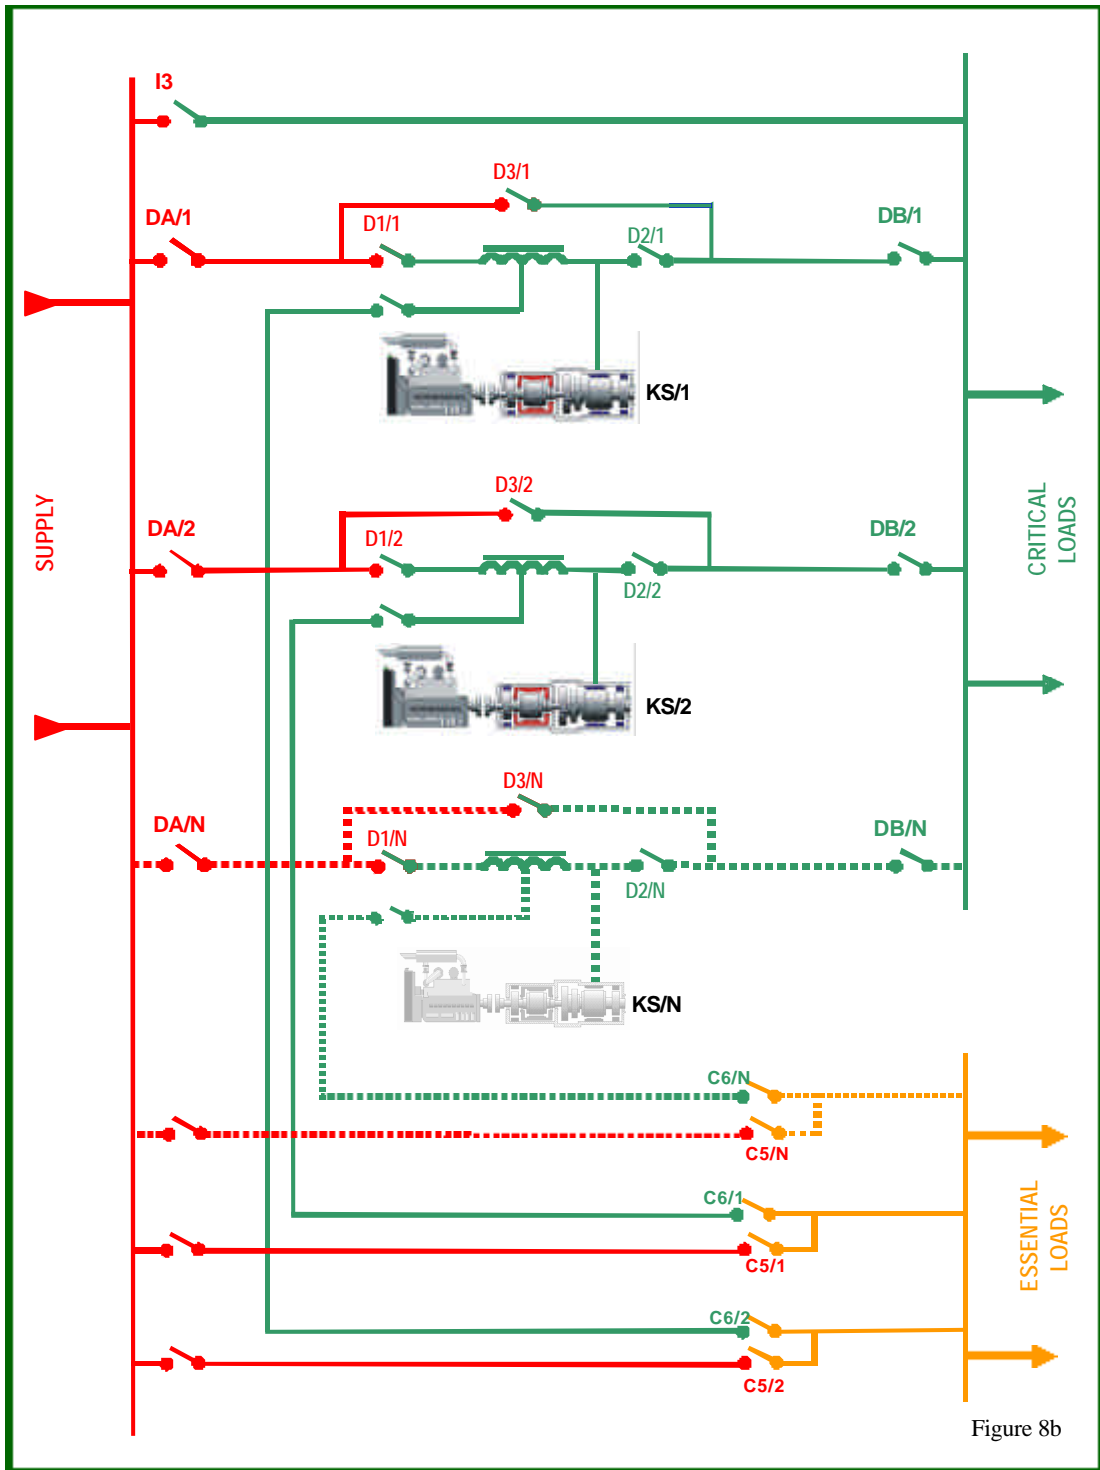 I3
D3/1
DA/1
D1/1
D2/1
DB/1
KS/1
SUPPLY
D3/2
DA/2
D1/2
D2/2
DB/2
CRITICAL
LOADS
KS/2
D3/N
DA/N
D1/N
D2/N
DB/N
KS/N
C6/N
C5/N
C6/1
C5/1
ESSENTIAL
LOADS
C6/2
C5/2
Figure 8b